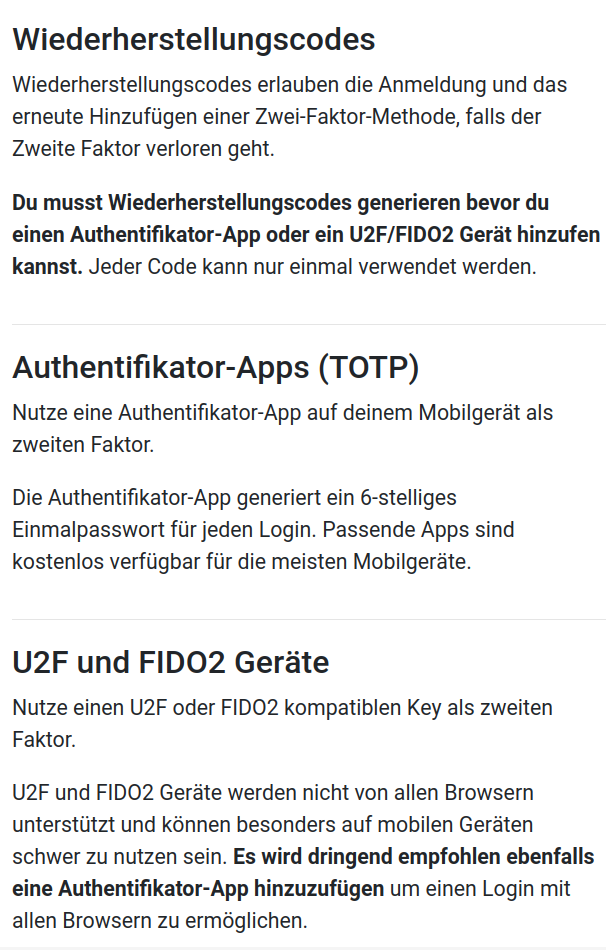 Wiederherstellungscodes
Wiederherstellungscodes erlauben die Anmeldung und das
erneute Hinzufügen einer Zwei-Faktor-Methode, falls der
Zweite Faktor verloren geht.
Du musst Wiederherstellungscodes generieren bevor du
einen Authentifikator-App oder ein U2F/FIDO2 Gerät hinzufen
kannst. Jeder Code kann nur einmal verwendet werden.
Authentifikator-Apps (TOTP)
Nutze eine Authentifikator-App auf deinem Mobilgerät als
zweiten Faktor.
Die Authentifikator-App generiert ein 6-stelliges
Einmalpasswort für jeden Login. Passende Apps sind
kostenlos verfügbar für die meisten Mobilgeräte.
U2F und FIDO2 Geräte
Nutze einen U2F oder FIDO2 kompatiblen Key als zweiten
Faktor.
U2F und FIDO2 Geräte werden nicht von allen Browsern
unterstützt und können besonders auf mobilen Geräten
schwer zu nutzen sein. Es wird dringend empfohlen ebenfalls
eine Authentifikator-App hinzuzufügen um einen Login mit
allen Browsern zu ermöglichen.